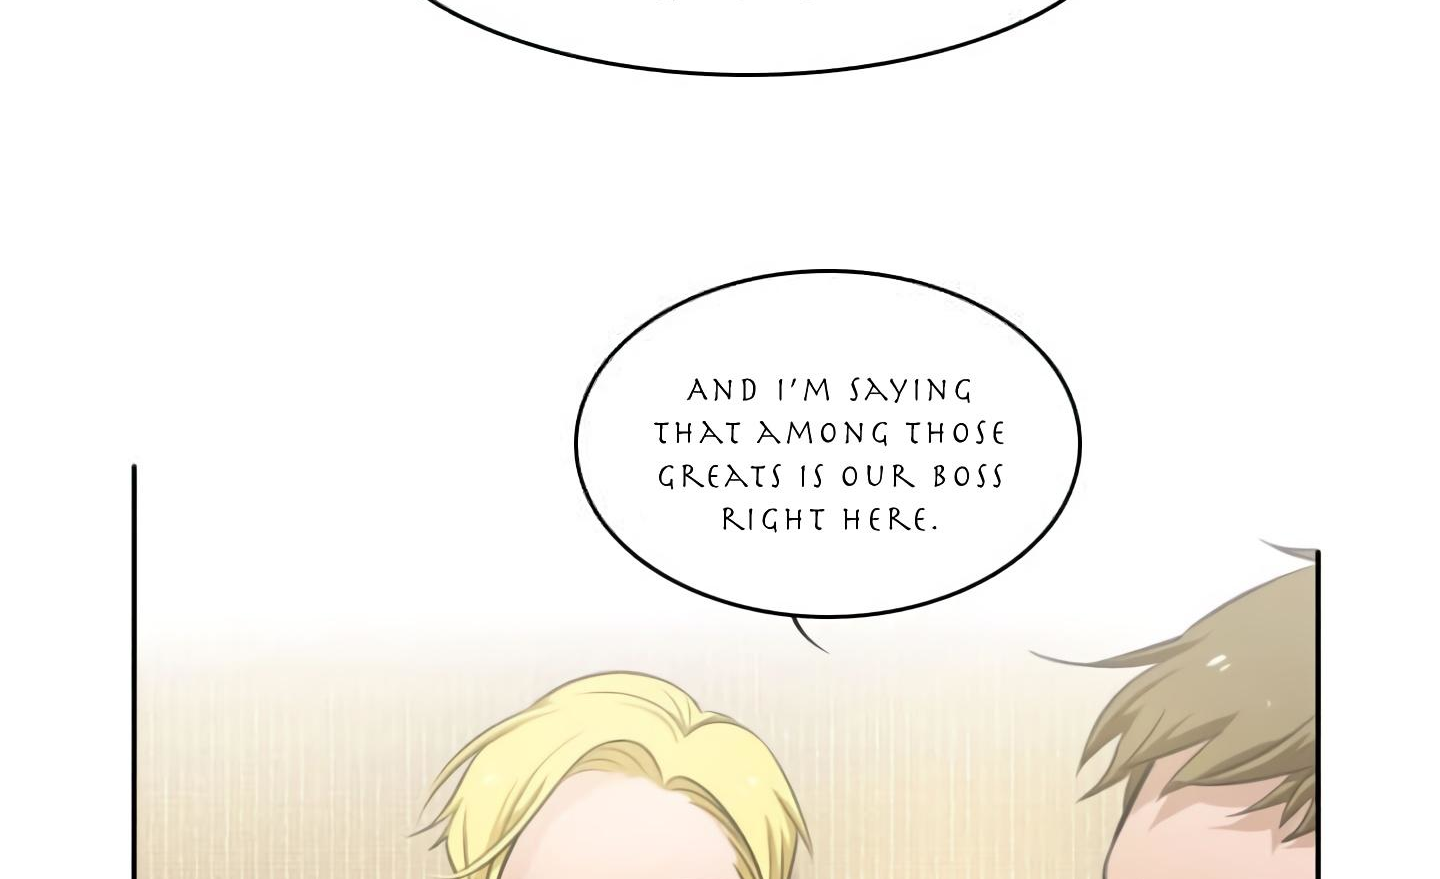 AND I'M SAYING
THAT AMONG THOSE
GREATS IS OUR BOSS
RIGHT HERE.